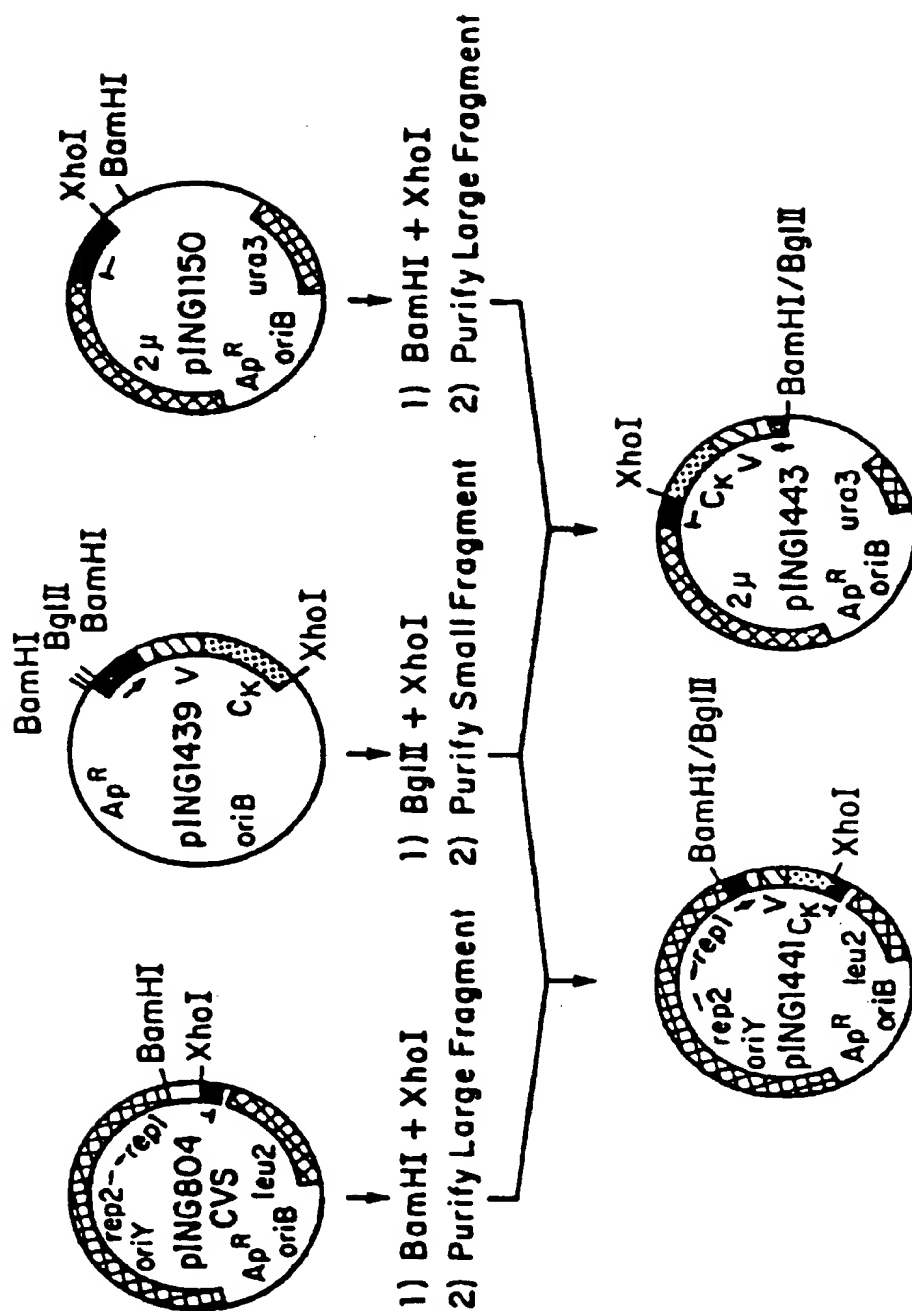 BamHI
XhoI
rep2
rep1
oriY
pING804
CVS
Ap^R
leu2
oriB
1) BamHI + XhoI
2) Purify Large Fragment
BamHI
BglII
BamHI
Ap^R
pING1439
V
C_K
oriB
XhoI
1) BglII + XhoI
2) Purify Small Fragment
XhoI
BamHI
T
2μ
pING1150
Ap^R
ura3
oriB
1) BamHI + XhoI
2) Purify Large Fragment
BamHI/BglII
rep2
rep1
oriY
V
pING1441
C_K
XhoI
Ap^R
leu2
oriB
XhoI
T
C_K
2μ
V
BamHI/BglII
pING1443
Ap^R
ura3
oriB